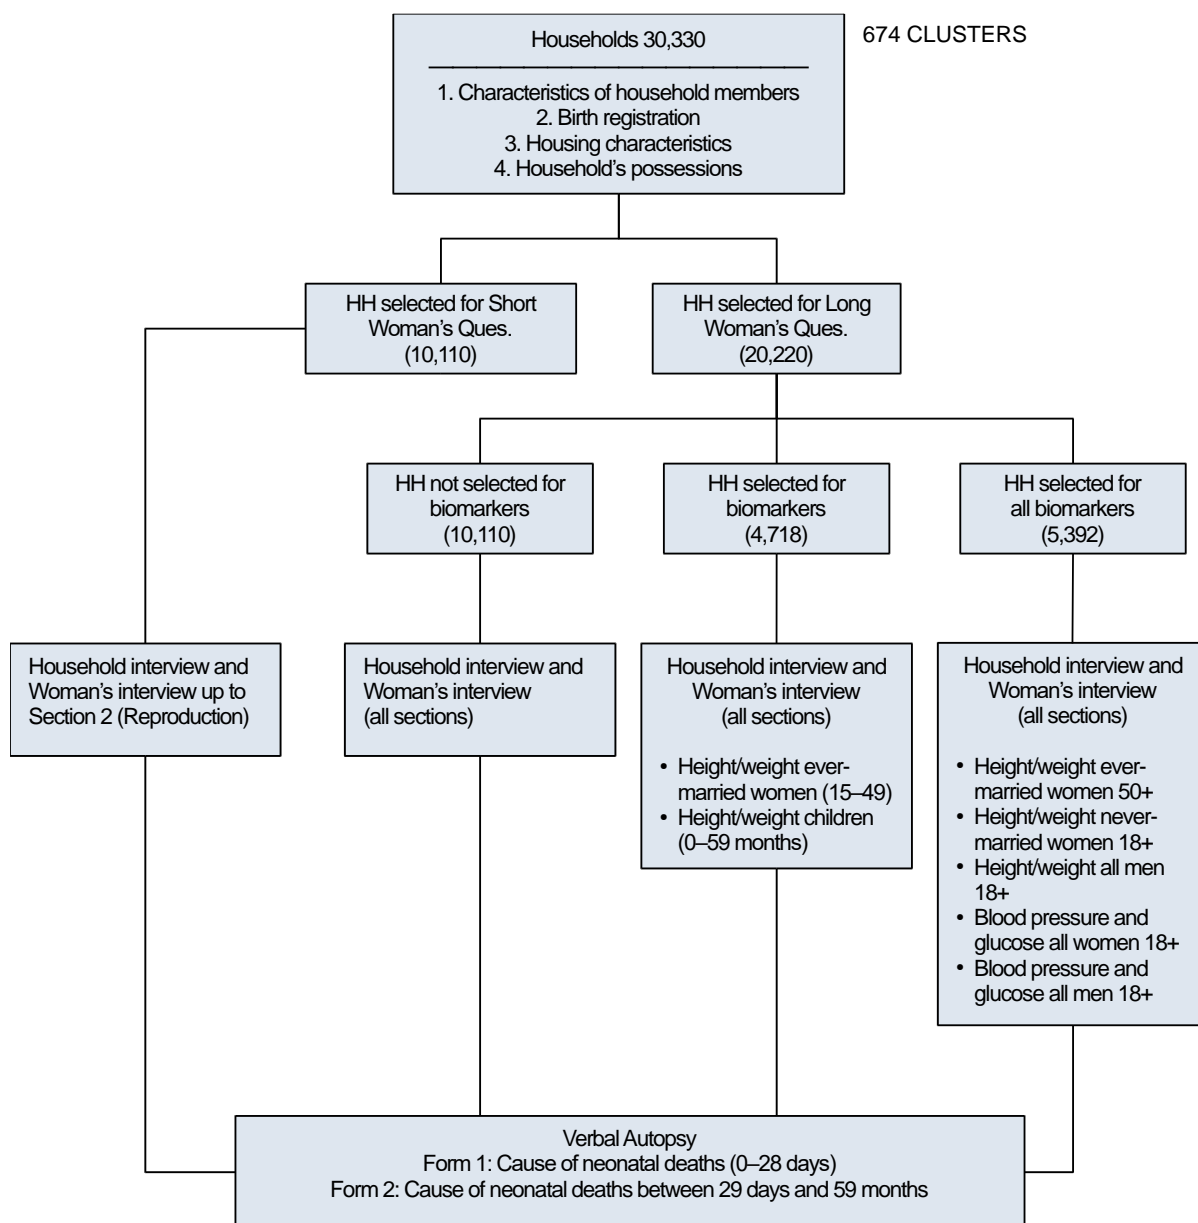 Households 30,330
674 CLUSTERS
1. Characteristics of household members
2. Birth registration
3. Housing characteristics
4. Household’s possessions
HH selected for Short
Woman’s Ques.
(10,110)
HH selected for Long
Woman’s Ques.
(20,220)
HH not selected for
biomarkers
(10,110)
HH selected for
biomarkers
(4,718)
HH selected for
all biomarkers
(5,392)
Household interview and
Woman’s interview up to
Section 2 (Reproduction)
Household interview and
Woman’s interview
(all sections)
Household interview and
Woman’s interview
(all sections)
• Height/weight ever-
married women (15–49)
• Height/weight children
(0–59 months)
Household interview and
Woman’s interview
(all sections)
• Height/weight ever-
married women 50+
• Height/weight never-
married women 18+
• Height/weight all men
18+
• Blood pressure and
glucose all women 18+
• Blood pressure and
glucose all men 18+
Verbal Autopsy
Form 1: Cause of neonatal deaths (0–28 days)
Form 2: Cause of neonatal deaths between 29 days and 59 months